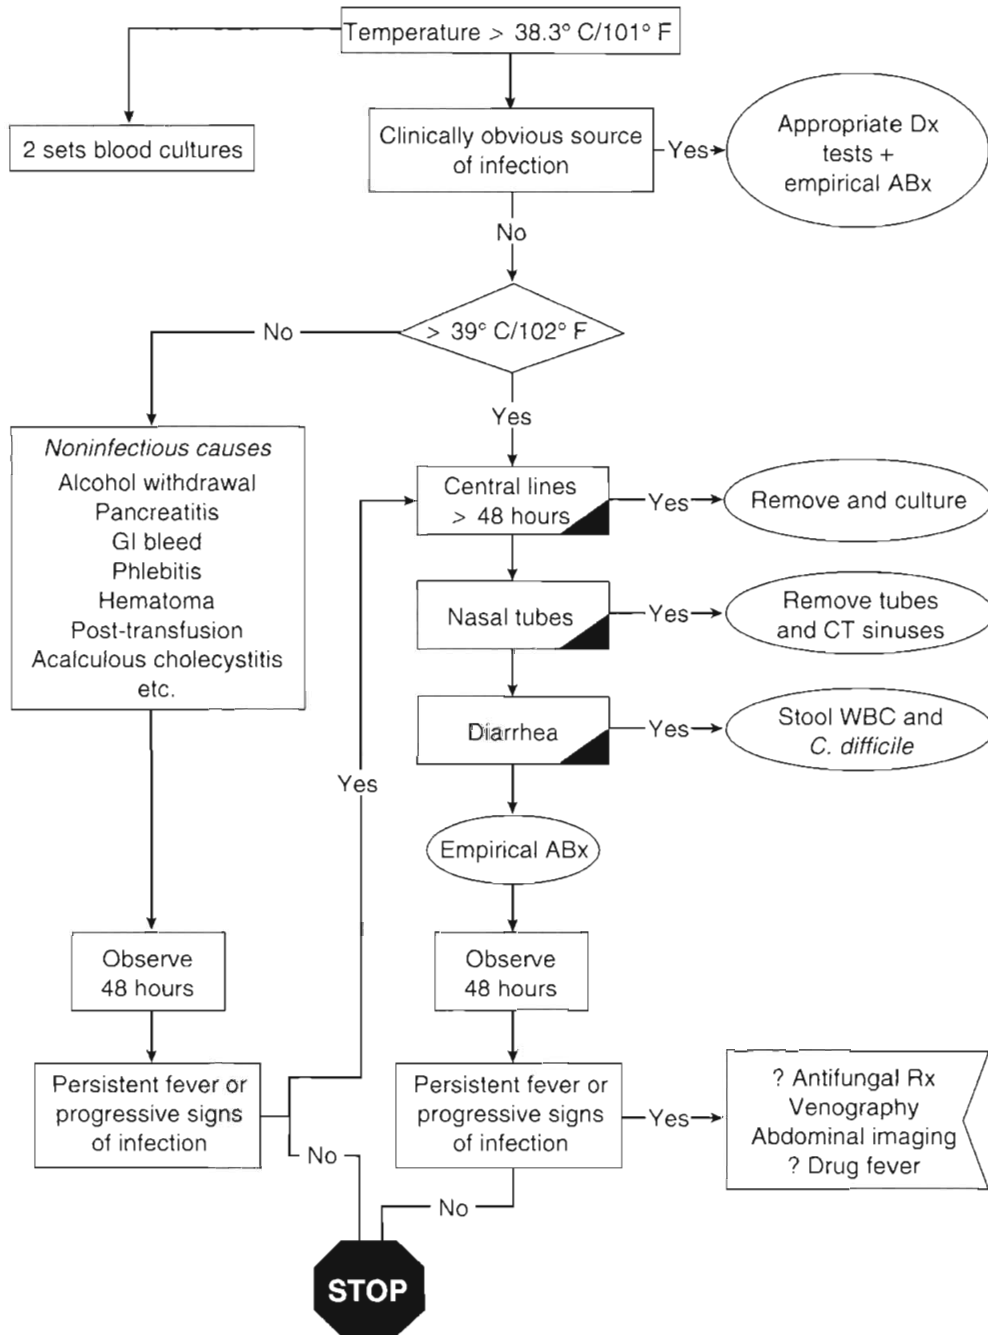 Temperature > 38.3° C/101° F
2 sets blood cultures
Clinically obvious source
of infection
Yes
Appropriate Dx
tests +
empirical ABx
No
> 39° C/102° F
No
Yes
Noninfectious causes
Alcohol withdrawal
Pancreatitis
GI bleed
Phlebitis
Hematoma
Post-transfusion
Acalculous cholecystitis
etc.
Central lines
> 48 hours
Yes
Remove and culture
Nasal tubes
Yes
Remove tubes
and CT sinuses
Diarrhea
Yes
Stool WBC and
C. difficile
Yes
Empirical ABx
Observe
48 hours
Observe
48 hours
Persistent fever or
progressive signs
of infection
No
Persistent fever or
progressive signs
of infection
Yes
? Antifungal Rx
Venography
Abdominal imaging
? Drug fever
No
STOP